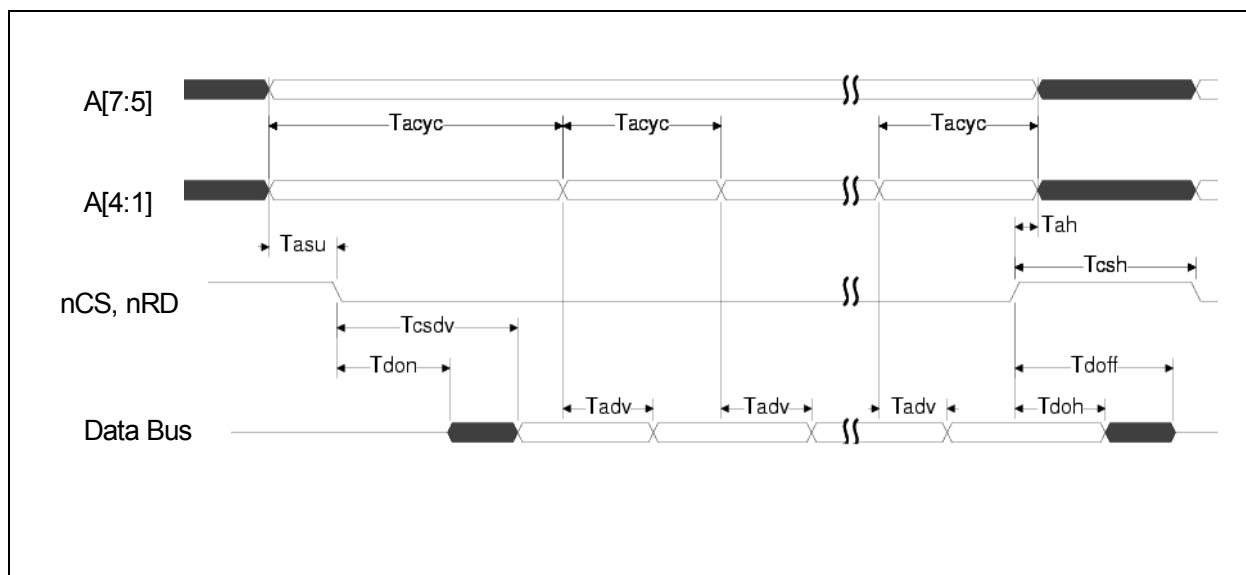 A[7:5]
Tacyc Tacyc Tacyc
A[4:1]
Tah
Tasu
Tcsh
nCS, nRD
Tcsdv
Tdon Tdoff
Tadv Tadv Tadv Tdoh
Data Bus